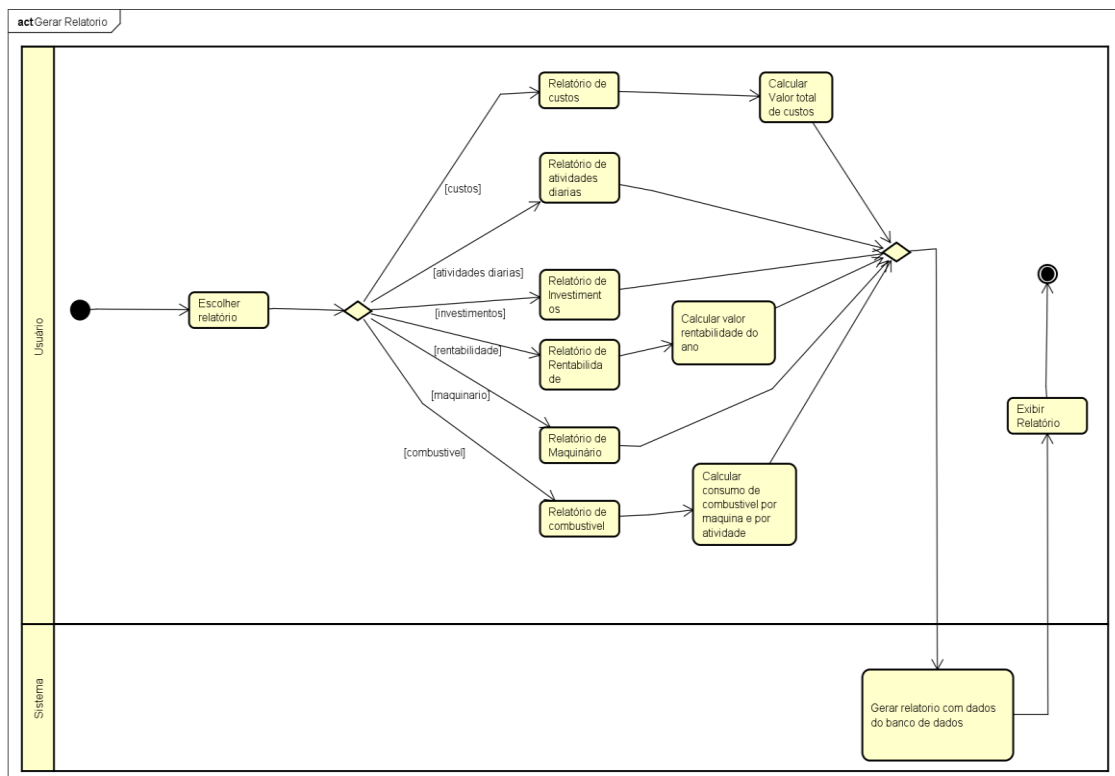 act Gerar Relatorio
Usuário
Escolher
relatório
[custos]
[atividades diarias]
[investimentos]
[rentabilidade]
[maquinario]
[combustivel]
Relatório de
custos
Calcular
Valor total
de custos
Relatório de
atividades
diarias
Relatório de
Investiment
os
Relatório de
Rentabilida
de
Calcular valor
rentabilidade do
ano
Relatório de
Maquinário
Relatório de
combustivel
Calcular
consumo de
combustivel por
maquina e por
atividade
Exibir
Relatório
Sistema
Gerar relatorio com dados
do banco de dados